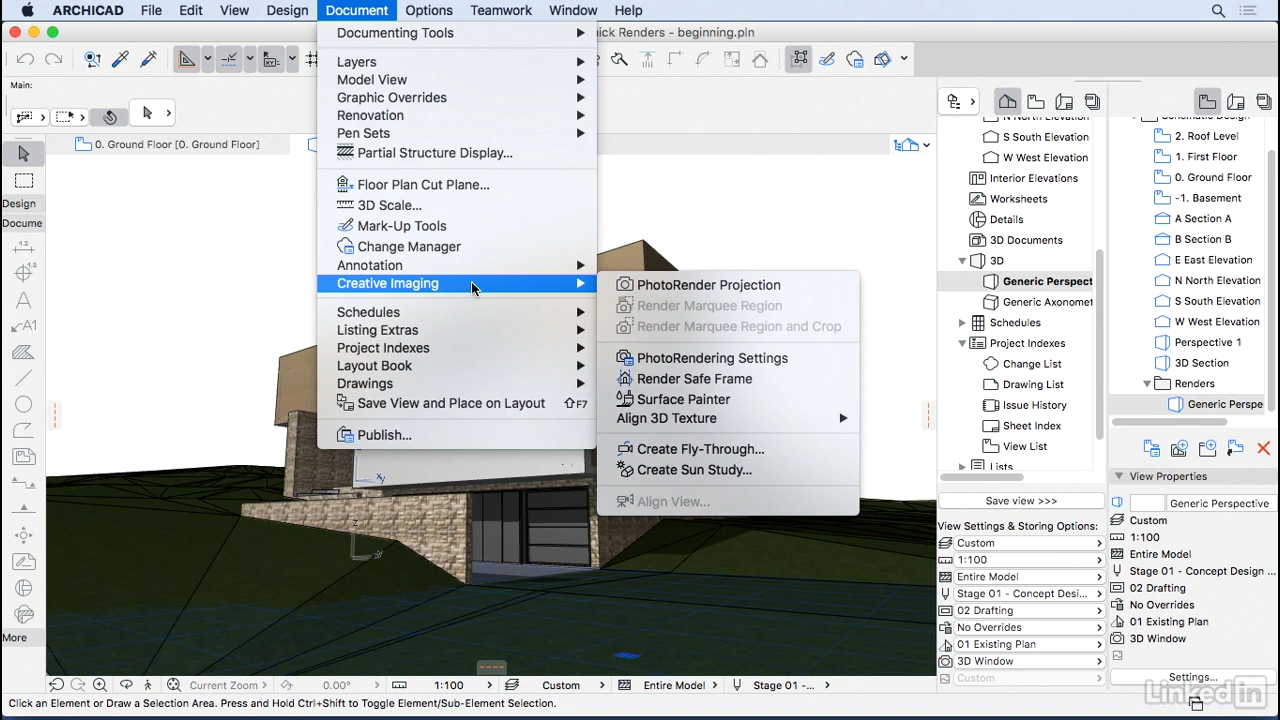 ARCHICAD File Edit View Design Document Options Teamwork Window Help
ick Renders - beginning.pln
Main:
0. Ground Floor [0. Ground Floor]
Design
Docume
More
Documenting Tools
Layers
Model View
Graphic Overrides
Renovation
Pen Sets
Partial Structure Display...
Floor Plan Cut Plane...
3D Scale...
Mark-Up Tools
Change Manager
Annotation
Creative Imaging
Schedules
Listing Extras
Project Indexes
Layout Book
Drawings
Save View and Place on Layout ⇧F7
Publish...
PhotoRender Projection
Render Marquee Region
Render Marquee Region and Crop
PhotoRendering Settings
Render Safe Frame
Surface Painter
Align 3D Texture
Create Fly-Through...
Create Sun Study...
Align View...
N North Elevation
S South Elevation
W West Elevation
Interior Elevations
Worksheets
Details
3D Documents
3D
Generic Perspect
Generic Axonomet
Schedules
Project Indexes
Change List
Drawing List
Issue History
Sheet Index
View List
Lists
Save view >>>
View Settings & Storing Options:
Custom
1:100
Entire Model
Stage 01 - Concept Desi...
02 Drafting
No Overrides
01 Existing Plan
3D Window
Custom
Schematic Design
2. Roof Level
1. First Floor
0. Ground Floor
-1. Basement
A Section A
B Section B
E East Elevation
N North Elevation
S South Elevation
W West Elevation
Perspective 1
3D Section
Renders
Generic Perspe
View Properties
Generic Perspective
Custom
1:100
Entire Model
Stage 01 - Concept Design ...
02 Drafting
No Overrides
01 Existing Plan
3D Window
Settings...
Current Zoom 0.00° 1:100 Custom Entire Model Stage 01 -...
Click an Element or Draw a Selection Area. Press and Hold Ctrl+Shift to Toggle Element/Sub-Element Selection.
LinkedIn